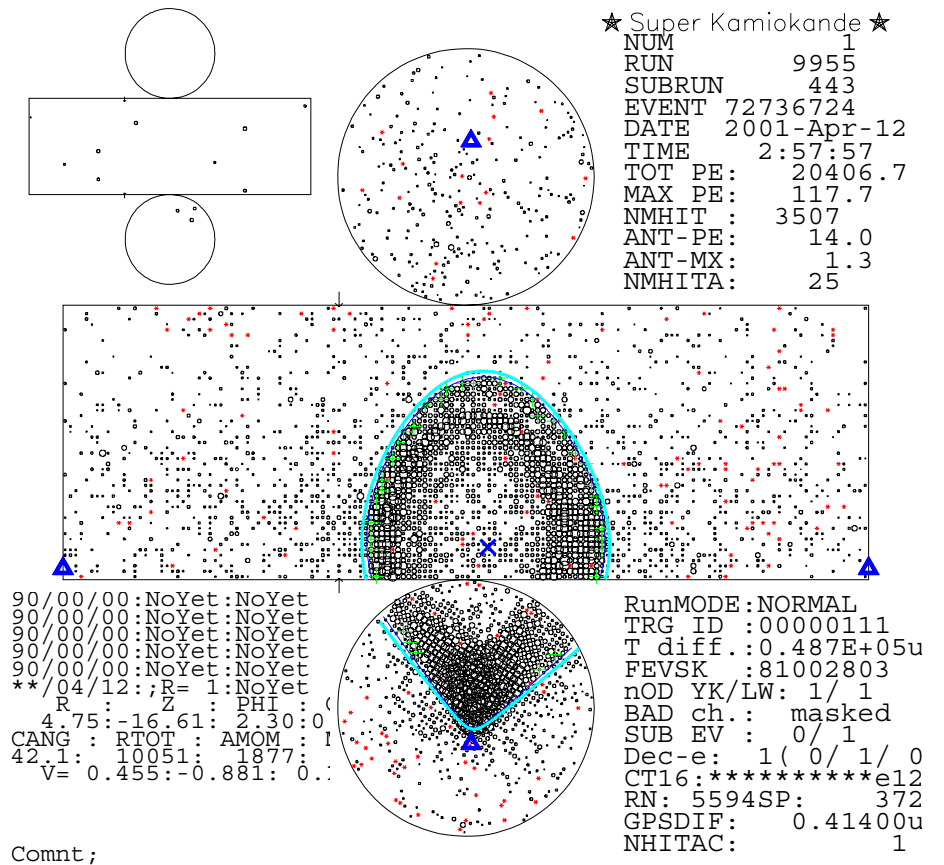 ★ Super Kamiokande ★
NUM 1
RUN 9955
SUBRUN 443
EVENT 72736724
DATE 2001-Apr-12
TIME 2:57:57
TOT PE: 20406.7
MAX PE: 117.7
NMHIT : 3507
ANT-PE: 14.0
ANT-MX: 1.3
NMHITA: 25
90/00/00:NoYet:NoYet
90/00/00:NoYet:NoYet
90/00/00:NoYet:NoYet
90/00/00:NoYet:NoYet
90/00/00:NoYet:NoYet
**/04/12:;R= 1:NoYet
R : Z : PHI :
4.75:-16.61: 2.30:0
CANG : RTOT : AMOM :
42.1: 10051: 1877:
V= 0.455:-0.881: 0.
Comnt;
RunMODE:NORMAL
TRG ID :00000111
T diff.:0.487E+05u
FEVSK :81002803
nOD YK/LW: 1/ 1
BAD ch.: masked
SUB EV : 0/ 1
Dec-e: 1( 0/ 1/ 0
CT16:**********e12
RN: 5594SP: 372
GPSDIF: 0.41400u
NHITAC: 1